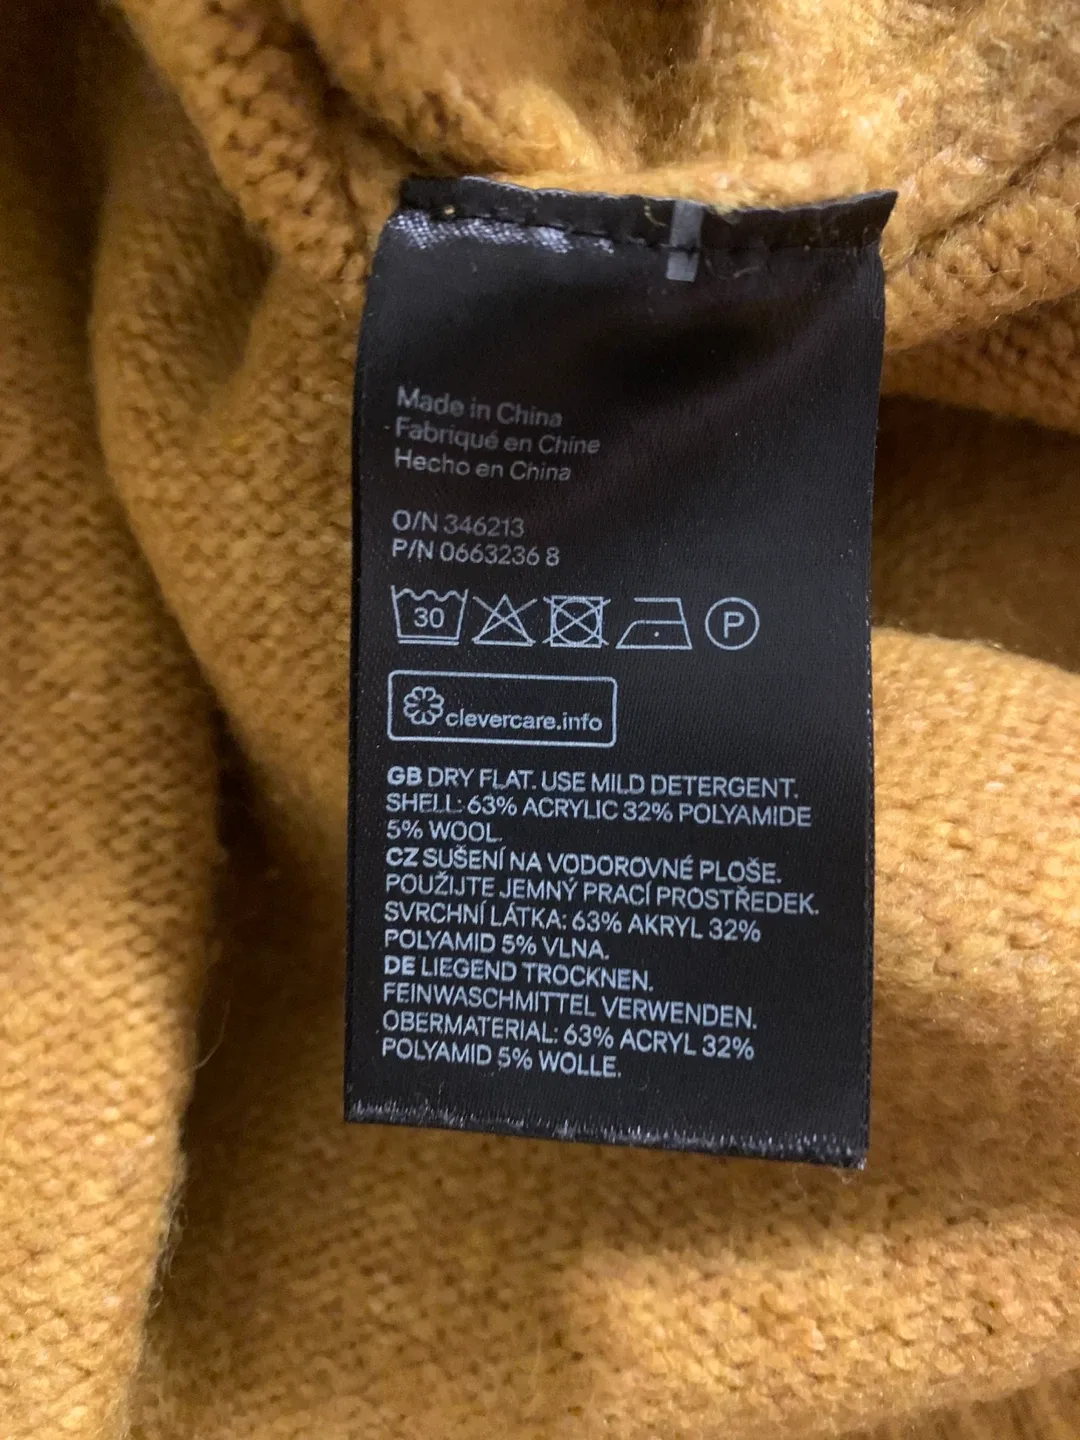 Made in China
Fabriqué en Chine
Hecho en China
O/N 346213
P/N 0663236 8
30
P
clevercare.info
GB DRY FLAT. USE MILD DETERGENT.
SHELL: 63% ACRYLIC 32% POLYAMIDE
5% WOOL.
CZ SUŠENÍ NA VODOROVNÉ PLOŠE.
POUŽIJTE JEMNÝ PRACÍ PROSTŘEDEK.
SVRCHNÍ LÁTKA: 63% AKRYL 32%
POLYAMID 5% VLNA.
DE LIEGEND TROCKNEN.
FEINWASCHMITTEL VERWENDEN.
OBERMATERIAL: 63% ACRYL 32%
POLYAMID 5% WOLLE.